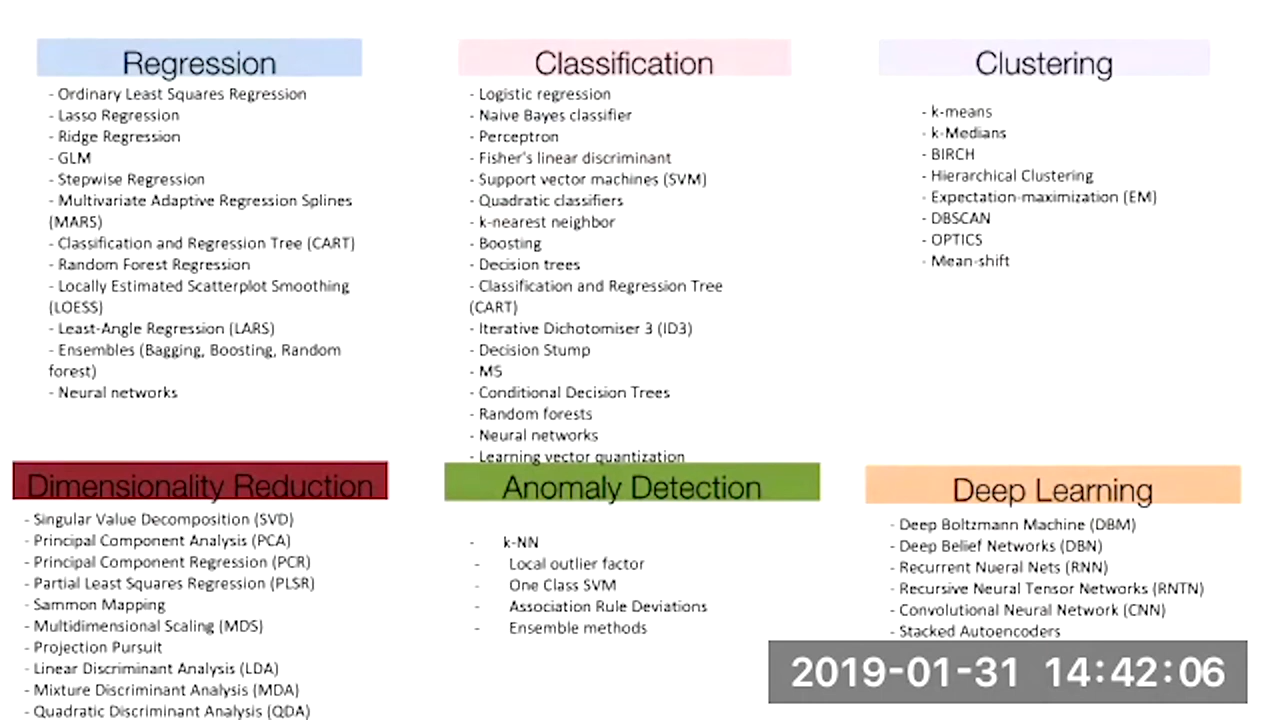 Regression
- Ordinary Least Squares Regression
- Lasso Regression
- Ridge Regression
- GLM
- Stepwise Regression
- Multivariate Adaptive Regression Splines
(MARS)
- Classification and Regression Tree (CART)
- Random Forest Regression
- Locally Estimated Scatterplot Smoothing
(LOESS)
- Least-Angle Regression (LARS)
- Ensembles (Bagging, Boosting, Random
forest)
- Neural networks
Classification
- Logistic regression
- Naive Bayes classifier
- Perceptron
- Fisher's linear discriminant
- Support vector machines (SVM)
- Quadratic classifiers
- k-nearest neighbor
- Boosting
- Decision trees
- Classification and Regression Tree
(CART)
- Iterative Dichotomiser 3 (ID3)
- Decision Stump
- M5
- Conditional Decision Trees
- Random forests
- Neural networks
- Learning vector quantization
Clustering
- k-means
- k-Medians
- BIRCH
- Hierarchical Clustering
- Expectation-maximization (EM)
- DBSCAN
- OPTICS
- Mean-shift
Dimensionality Reduction
- Singular Value Decomposition (SVD)
- Principal Component Analysis (PCA)
- Principal Component Regression (PCR)
- Partial Least Squares Regression (PLSR)
- Sammon Mapping
- Multidimensional Scaling (MDS)
- Projection Pursuit
- Linear Discriminant Analysis (LDA)
- Mixture Discriminant Analysis (MDA)
- Quadratic Discriminant Analysis (QDA)
Anomaly Detection
- k-NN
- Local outlier factor
- One Class SVM
- Association Rule Deviations
- Ensemble methods
Deep Learning
- Deep Boltzmann Machine (DBM)
- Deep Belief Networks (DBN)
- Recurrent Nueral Nets (RNN)
- Recursive Neural Tensor Networks (RNTN)
- Convolutional Neural Network (CNN)
- Stacked Autoencoders
2019-01-31 14:42:06